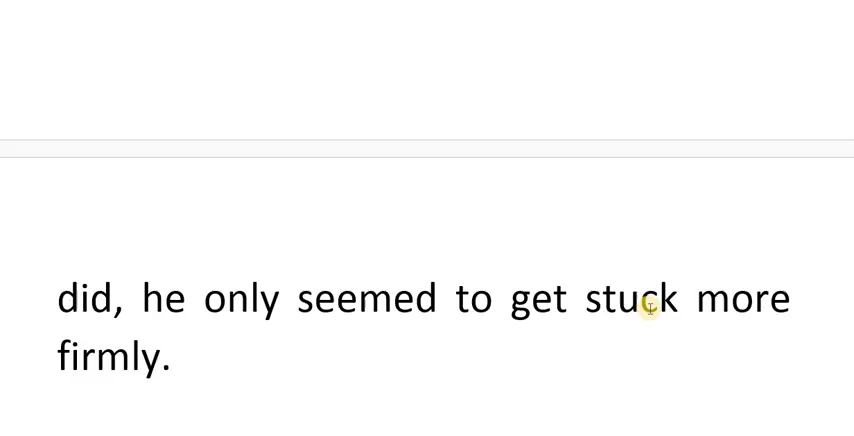 did, he only seemed to get stuck more
firmly.